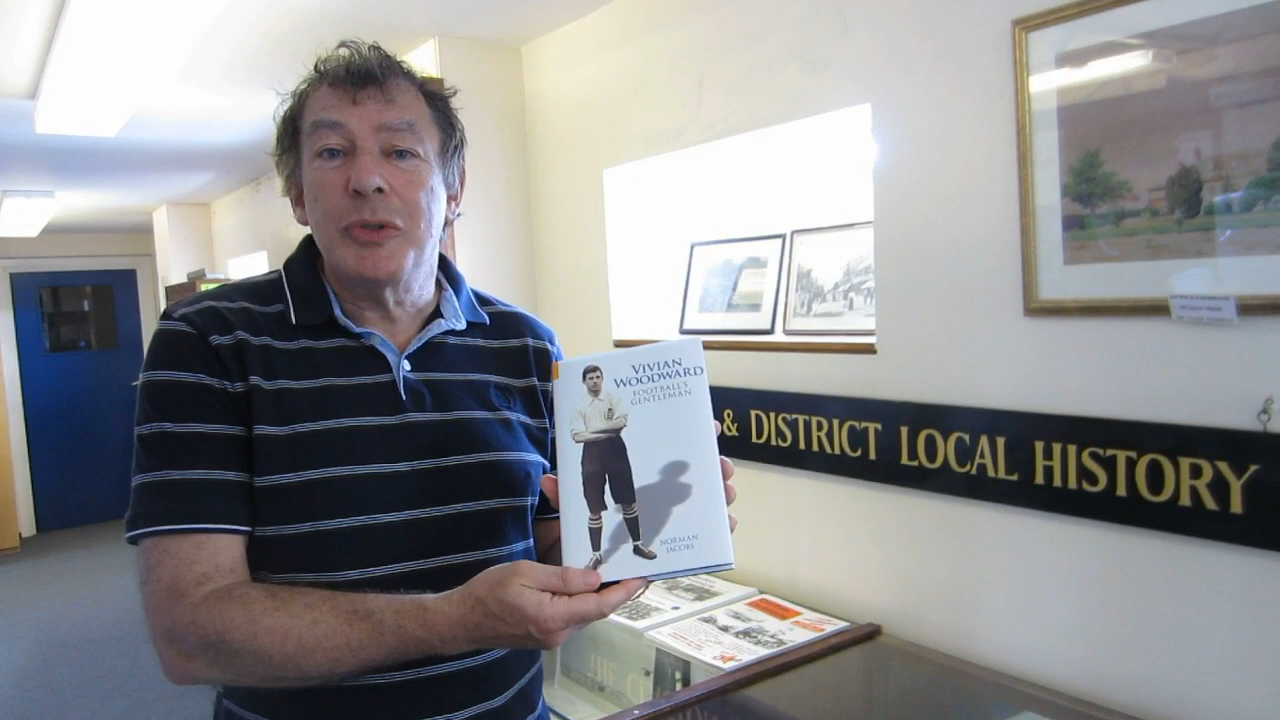 VIVIAN
WOODWARD
FOOTBALL'S
GENTLEMAN
NORMAN
JACOBS
& DISTRICT LOCAL HISTORY